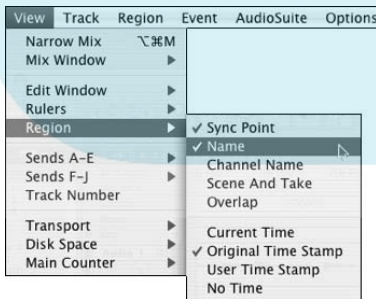 View Track Region Event AudioSuite Options
Narrow Mix ⌥⌘M
Mix Window
Edit Window
Rulers
Region
Sends A-E
Sends F-J
Track Number
Transport
Disk Space
Main Counter
✓ Sync Point
✓ Name
Channel Name
Scene And Take
Overlap
Current Time
✓ Original Time Stamp
User Time Stamp
No Time